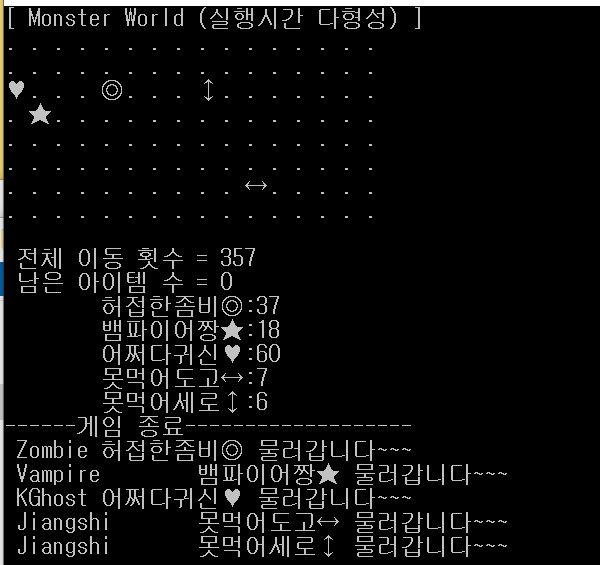 [ Monster World (실행시간 다형성) ]
. . . . . . . . . . . . . . . .
. . . . . . . . . . . . . . . .
♥. . . ◎. . . ↕. . . . . . .
. ★. . . . . . . . . . . . . .
. . . . . . . . . . . . . . . .
. . . . . . . . . . . . . . . .
. . . . . . . . . . ↔. . . . .
. . . . . . . . . . . . . . . .
전체 이동 횟수 = 357
남은 아이템 수 = 0
허접한좀비◎:37
뱀파이어짱★:18
어쩌다귀신♥:60
못먹어도고↔:7
못먹어세로↕:6
------게임 종료-------------------
Zombie 허접한좀비◎ 물러갑니다~~~
Vampire 뱀파이어짱★ 물러갑니다~~~
KGhost 어쩌다귀신♥ 물러갑니다~~~
Jiangshi 못먹어도고↔ 물러갑니다~~~
Jiangshi 못먹어세로↕ 물러갑니다~~~